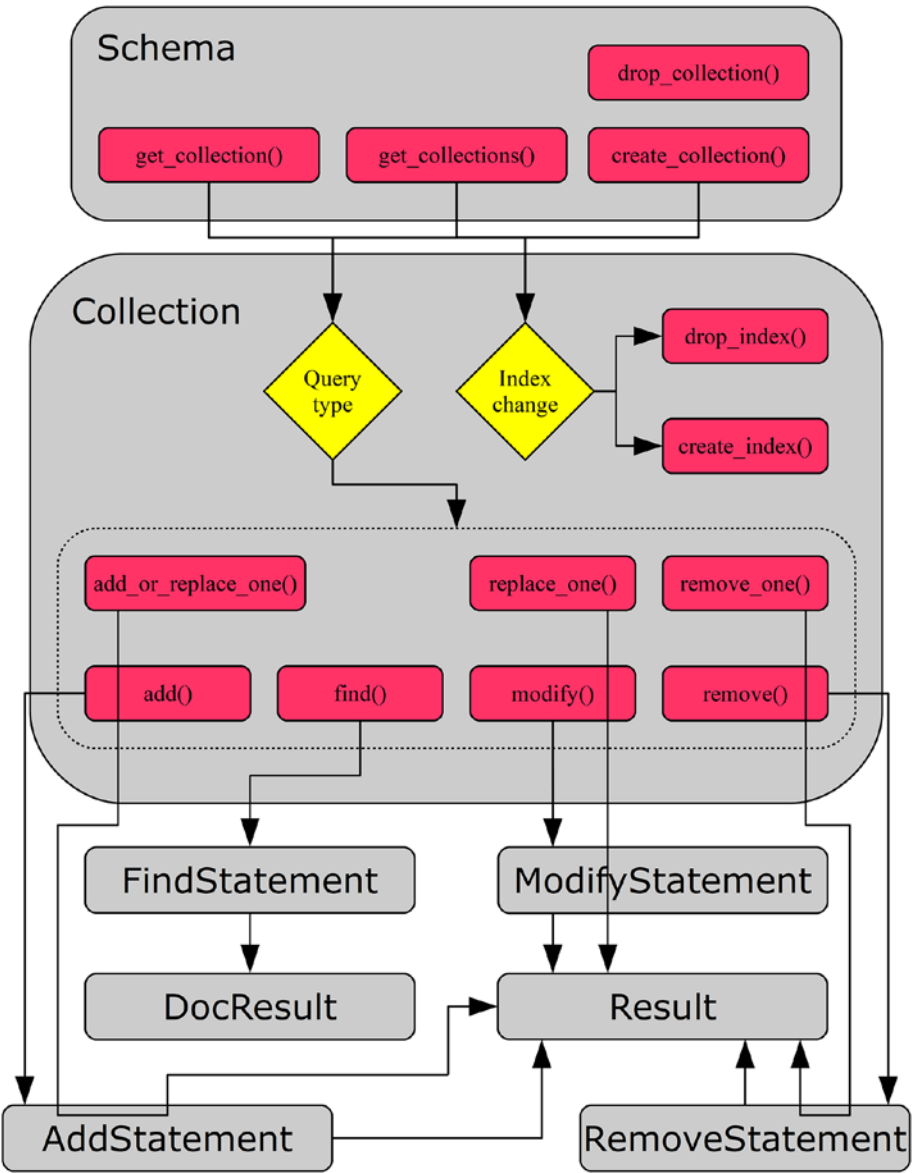 Schema
drop_collection()
get_collection()
get_collections()
create_collection()
Collection
Query
type
Index
change
drop_index()
create_index()
add_or_replace_one()
replace_one()
remove_one()
add()
find()
modify()
remove()
FindStatement
ModifyStatement
DocResult
Result
AddStatement
RemoveStatement